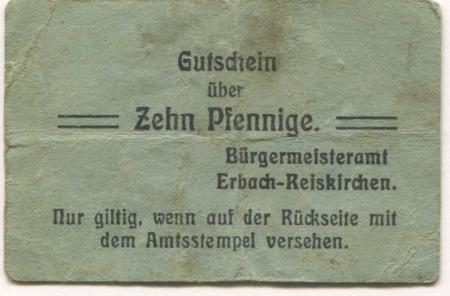 Gutschein
über
Zehn Pfennige.
Bürgermeisteramt
Erbach-Reiskirchen.
Nur giltig, wenn auf der Rückseite mit
dem Amtsstempel versehen.